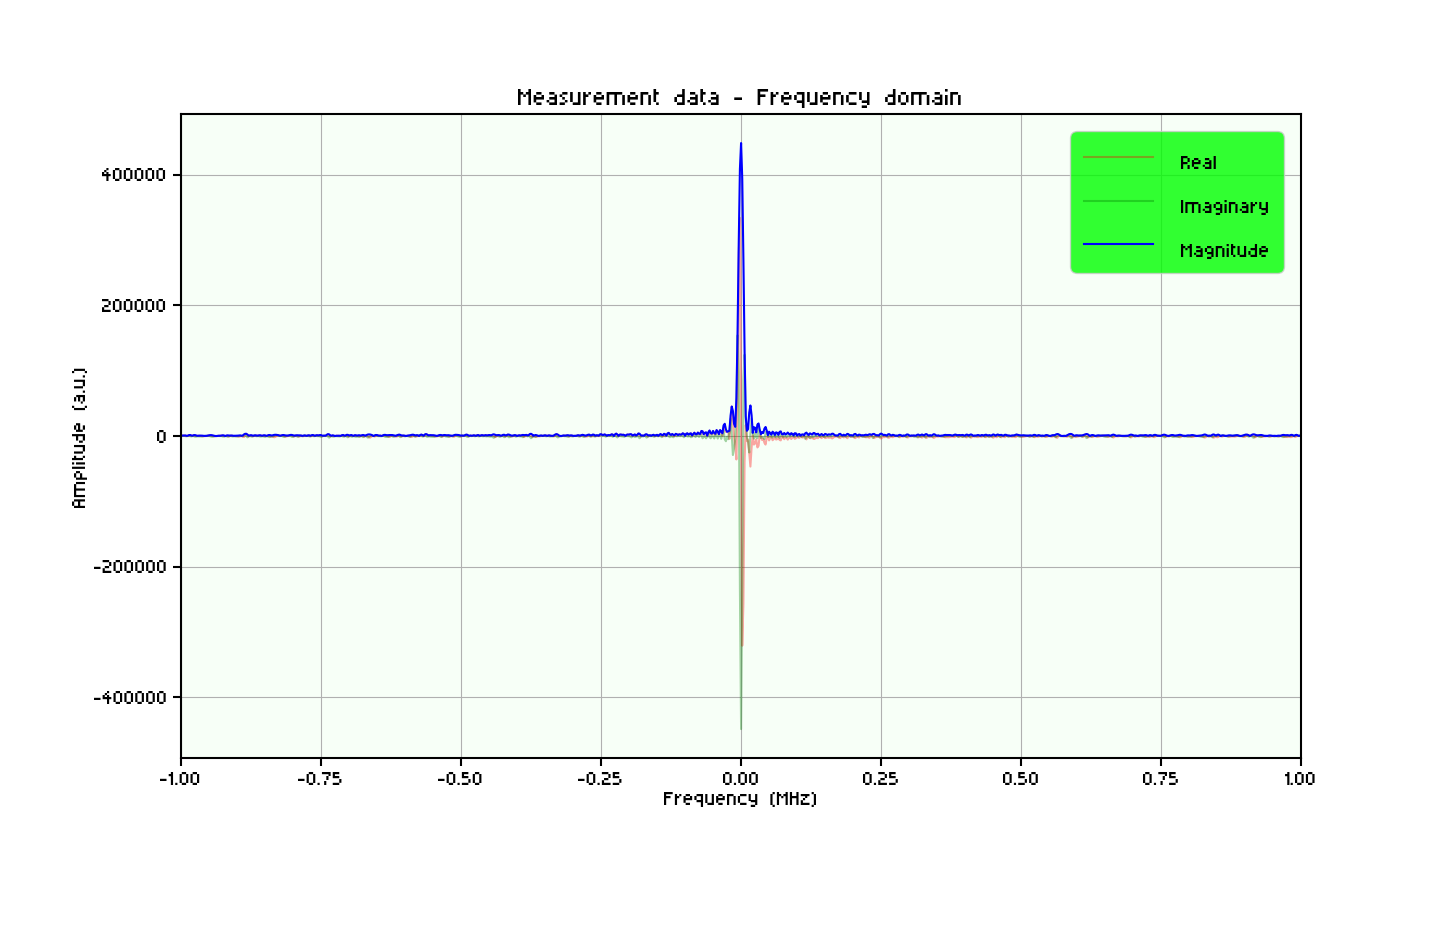 Measurement data - Frequency domain
Real
Imaginary
Magnitude
400000
200000
0
-200000
-400000
Amplitude (a.u.)
-1.00 -0.75 -0.50 -0.25 0.00 0.25 0.50 0.75 1.00
Frequency (MHz)